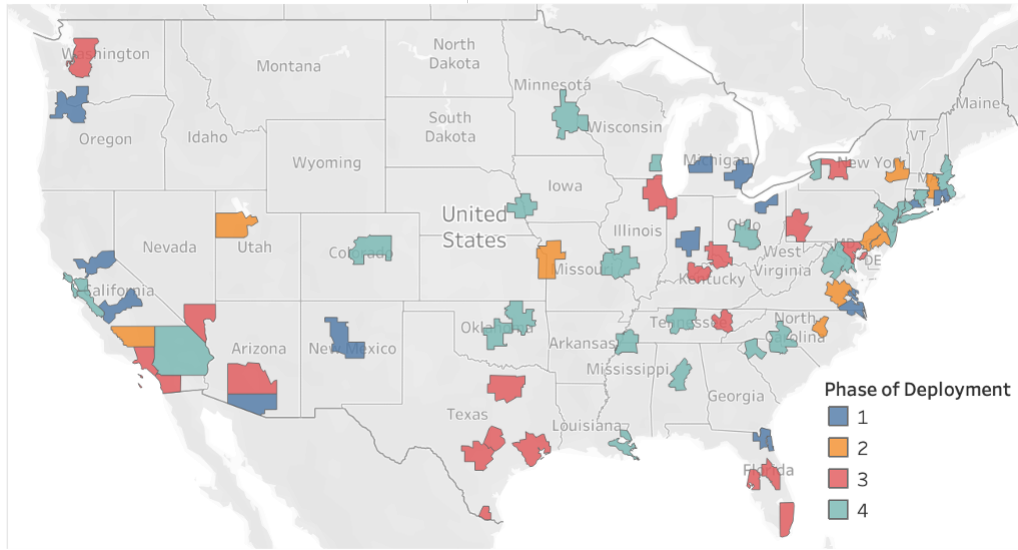 Washington
Montana
North
Dakota
Minnesota
Maine
Oregon
Idaho
South
Dakota
Wisconsin
Michigan
VT
New York
Wyoming
Iowa
United
States
Nevada
Utah
Colorado
Illinois
Ohio
West
Virginia
MD
DE
California
Missouri
Kentucky
Arizona
New Mexico
Oklahoma
Arkansas
Tennessee
North
Carolina
Mississippi
Georgia
Texas
Louisiana
Florida
Phase of Deployment
1
2
3
4